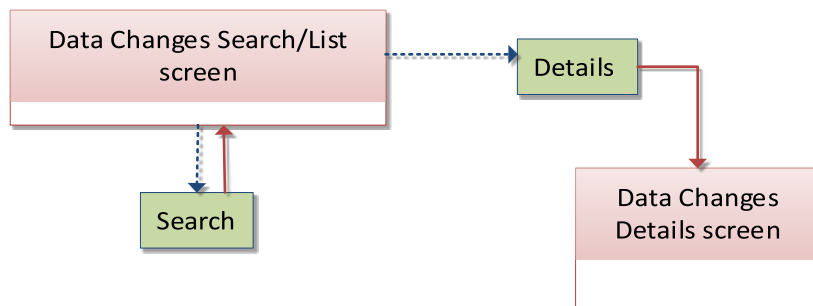 Data Changes Search/List
screen
Details
Search
Data Changes
Details screen